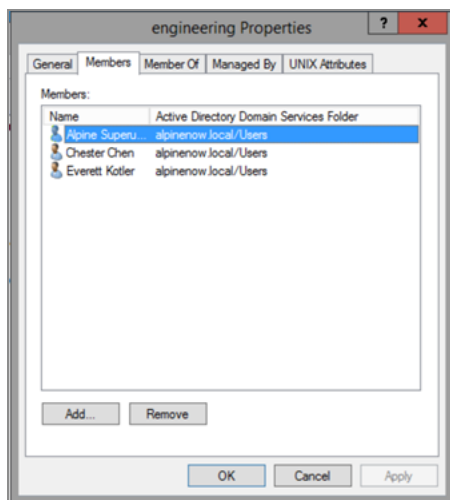 engineering Properties
? x
General Members Member Of Managed By UNIX Attributes
Members:
Name Active Directory Domain Services Folder
Alpine Superu... alpinenow.local/Users
Chester Chen alpinenow.local/Users
Everett Kotler alpinenow.local/Users
Add... Remove
OK Cancel Apply